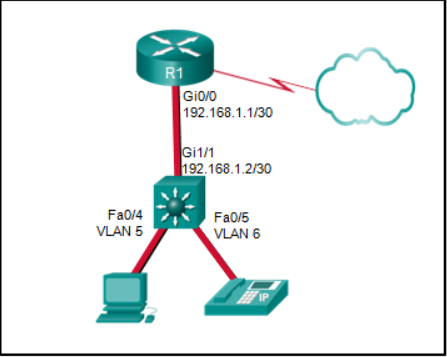 R1
Gi0/0
192.168.1.1/30
Gi1/1
192.168.1.2/30
Fa0/4
VLAN 5
Fa0/5
VLAN 6
IP